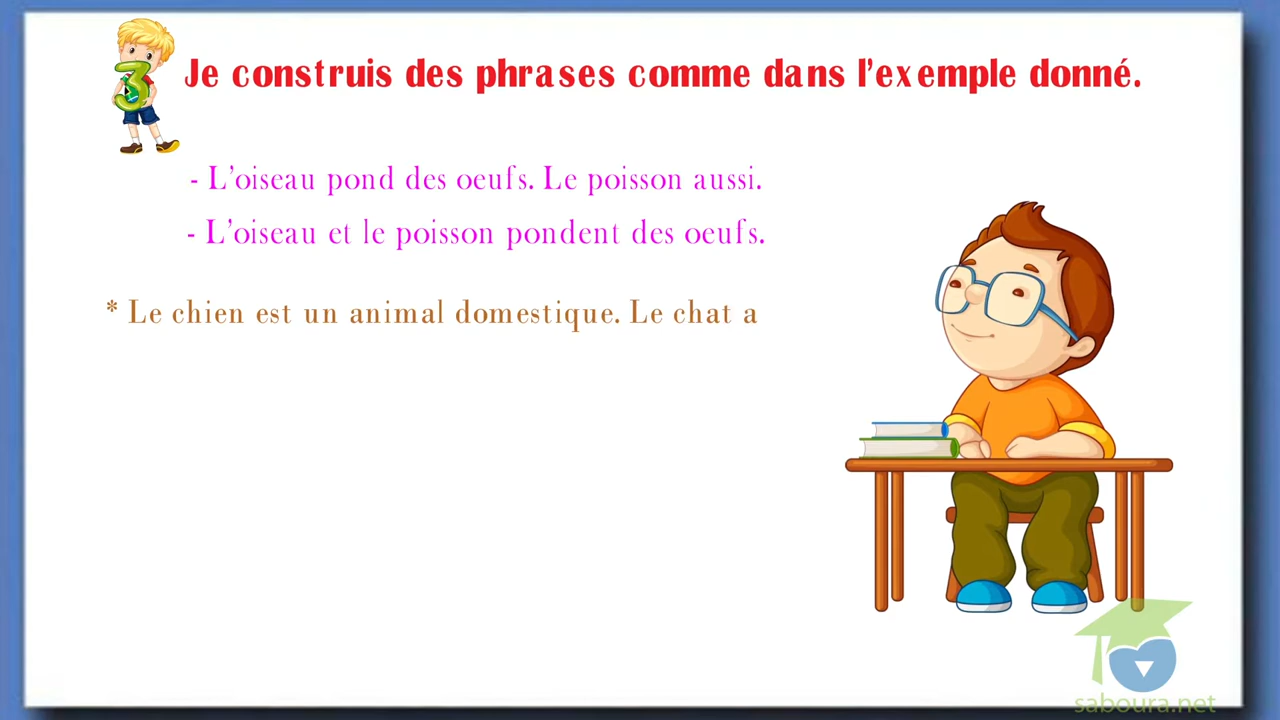 3
Je construis des phrases comme dans l'exemple donné.
- L'oiseau pond des oeufs. Le poisson aussi.
- L'oiseau et le poisson pondent des oeufs.
* Le chien est un animal domestique. Le chat a
saboura.net